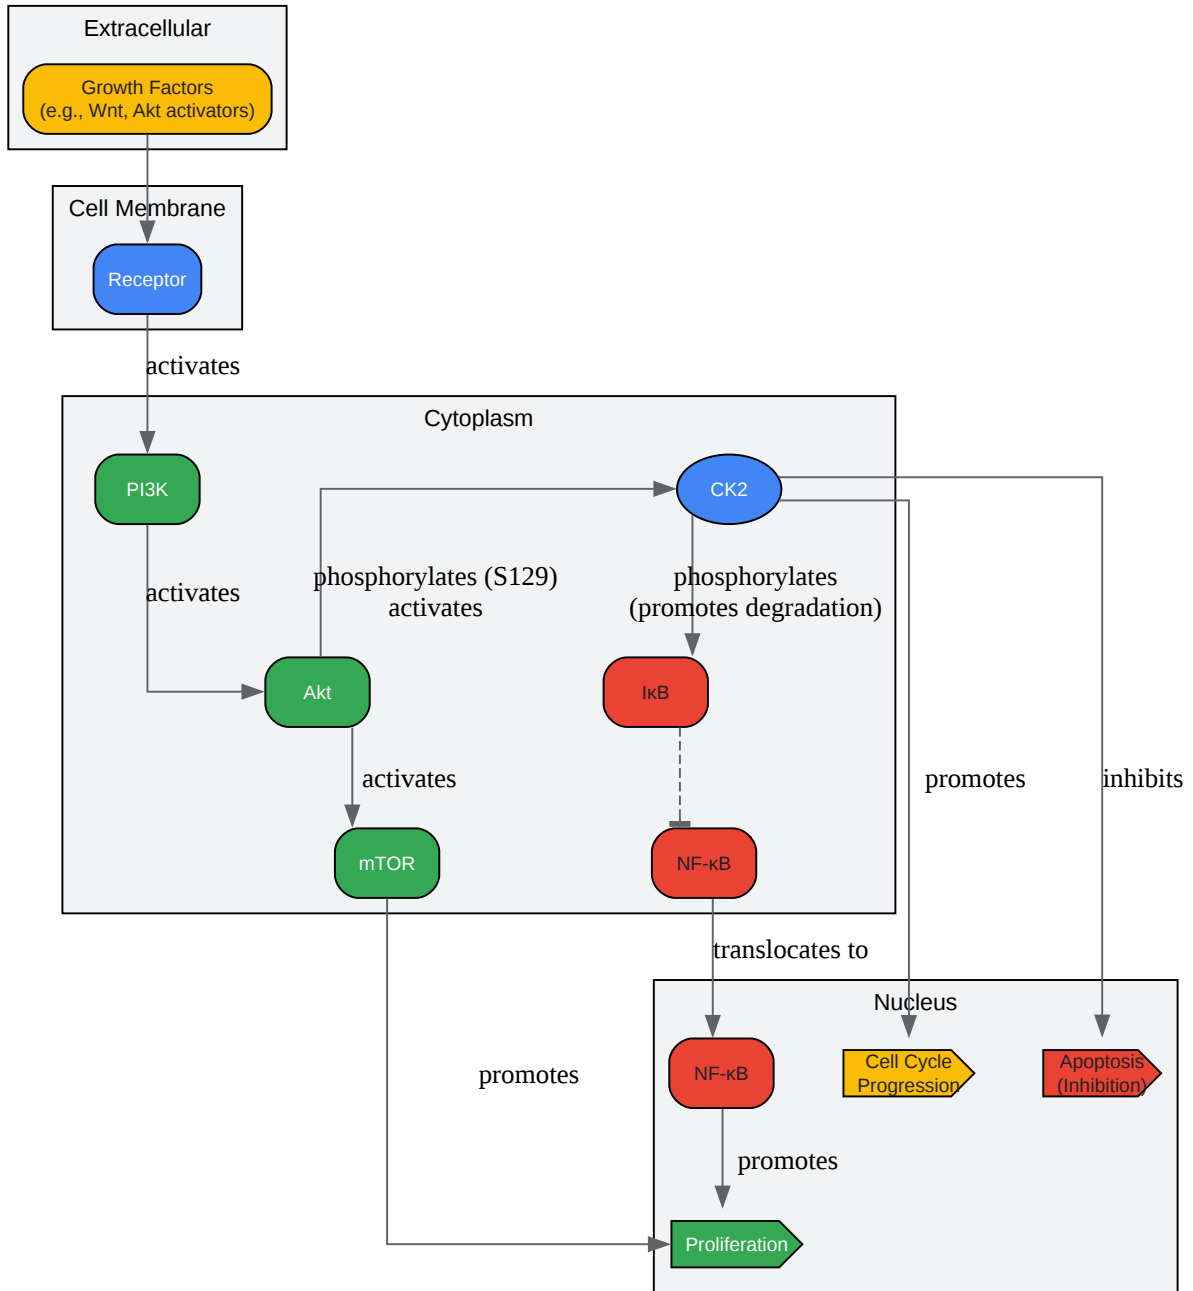 Extracellular
Growth Factors
(e.g., Wnt, Akt activators)
Cell Membrane
Receptor
activates
Cytoplasm
PI3K
CK2
activates
phosphorylates (S129)
activates
phosphorylates
(promotes degradation)
Akt
IκB
activates
promotes
inhibits
mTOR
NF-κB
translocates to
Nucleus
promotes
NF-κB
Cell Cycle
Progression
Apoptosis
(Inhibition)
promotes
Proliferation